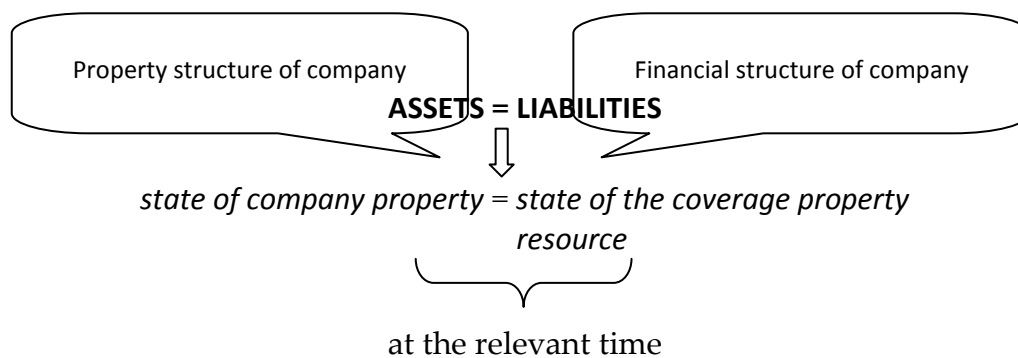 Property structure of company
Financial structure of company
ASSETS = LIABILITIES
state of company property = state of the coverage property
resource
at the relevant time